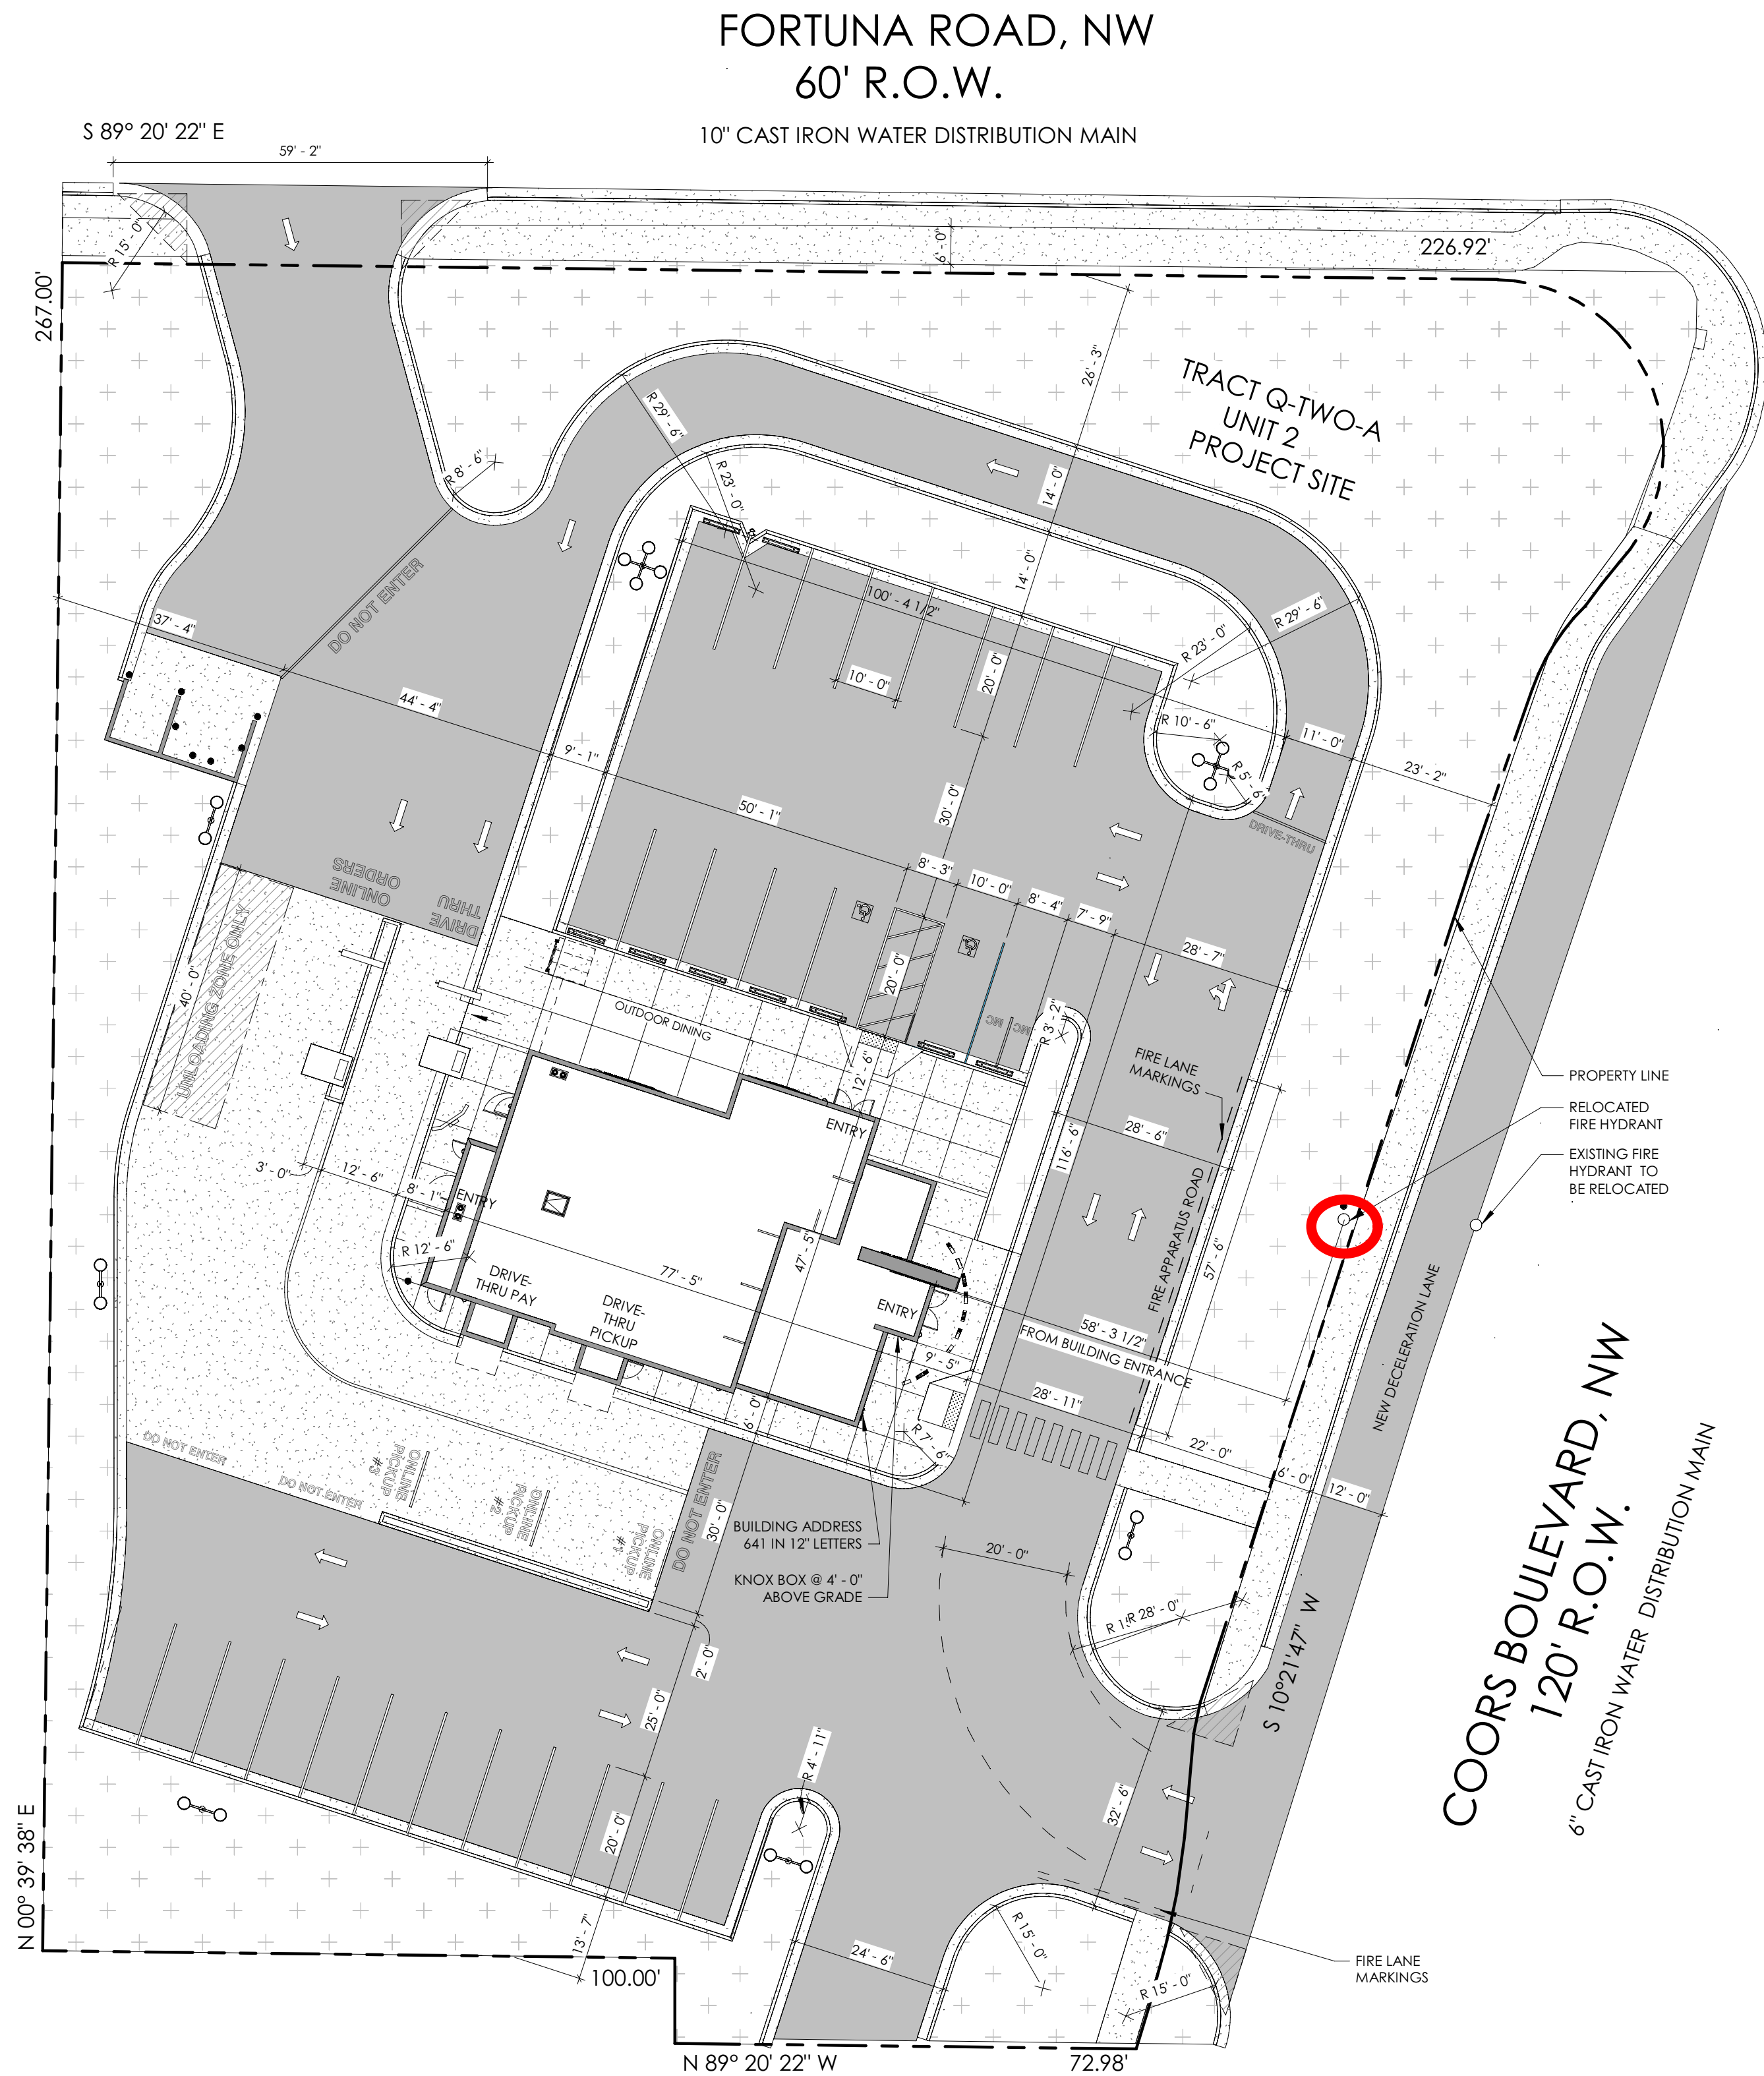 FORTUNA ROAD, NW
60' R.O.W.
10" CAST IRON WATER DISTRIBUTION MAIN
S 89° 20' 22" E
59' - 2"
R 15' - 0"
6' - 0"
226.92'
267.00'
26' - 3"
TRACT Q-TWO-A
UNIT 2
PROJECT SITE
R 29' - 6"
R 8' - 6"
R 23' - 0"
14' - 0"
14' - 0"
DO NOT ENTER
100' - 4 1/2"
R 29' - 6"
R 23' - 0"
37' - 4"
10' - 0"
20' - 0"
44' - 4"
9' - 1"
R 10' - 6"
11' - 0"
R 5' - 6"
23' - 2"
50' - 1"
30' - 0"
DRIVE-THRU
8' - 3"
10' - 0"
8' - 4"
7' - 9"
ONLINE
ORDERS
DRIVE
THRU
28' - 7"
UNLOADING ZONE ONLY
40' - 0"
20' - 0"
OUTDOOR DINING
MC
MC
R 3' - 2"
12' - 6"
FIRE LANE
MARKINGS
PROPERTY LINE
RELOCATED
FIRE HYDRANT
EXISTING FIRE
HYDRANT TO
BE RELOCATED
ENTRY
28' - 6"
116' - 6"
3' - 0"
12' - 6"
8' - 1"
ENTRY
FIRE APPARATUS ROAD
57' - 6"
R 12' - 6"
47' - 5"
77' - 5"
DRIVE-
THRU PAY
DRIVE-
THRU
PICKUP
ENTRY
58' - 3 1/2"
FROM BUILDING ENTRANCE
9' - 5"
28' - 11"
6' - 0"
R 7' - 6"
22' - 0"
6' - 0"
12' - 0"
NEW DECELERATION LANE
COORS BOULEVARD, NW
120' R.O.W.
6" CAST IRON WATER DISTRIBUTION MAIN
DO NOT ENTER
DO NOT ENTER
ONLINE
PICKUP
#3
ONLINE
PICKUP
#2
ONLINE
PICKUP
#1
DO NOT ENTER
30' - 0"
BUILDING ADDRESS
641 IN 12" LETTERS
KNOX BOX @ 4' - 0"
ABOVE GRADE
20' - 0"
R 28' - 0"
S 10°21'47" W
2' - 0"
25' - 0"
R 4' - 11"
32' - 6"
20' - 0"
N 00° 39' 38" E
13' - 7"
100.00'
24' - 6"
R 15' - 0"
R 15' - 0"
FIRE LANE
MARKINGS
N 89° 20' 22" W
72.98'